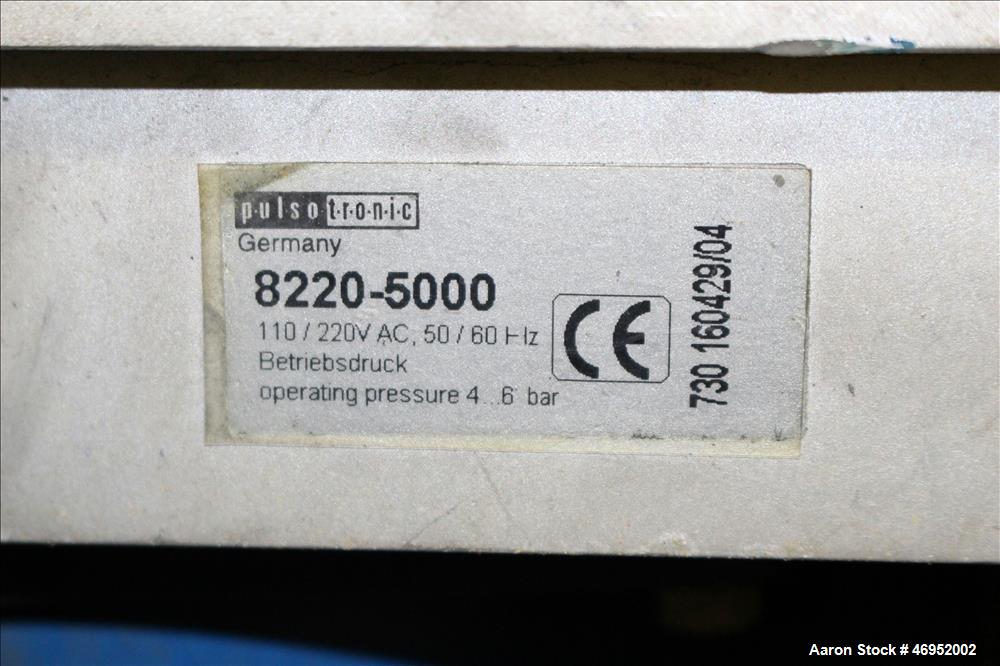 p·u·l·s·o·t·r·o·n·i·c
Germany
8220-5000
110 / 220V AC, 50 / 60 Hz
Betriebsdruck
operating pressure 4...6 bar
CE
730 160429/04
Aaron Stock # 46952002